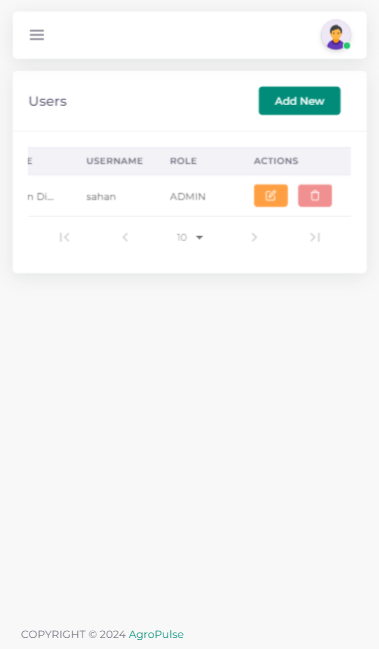 Users
Add New
E USERNAME ROLE ACTIONS
n Di... sahan ADMIN
10
COPYRIGHT © 2024 AgroPulse